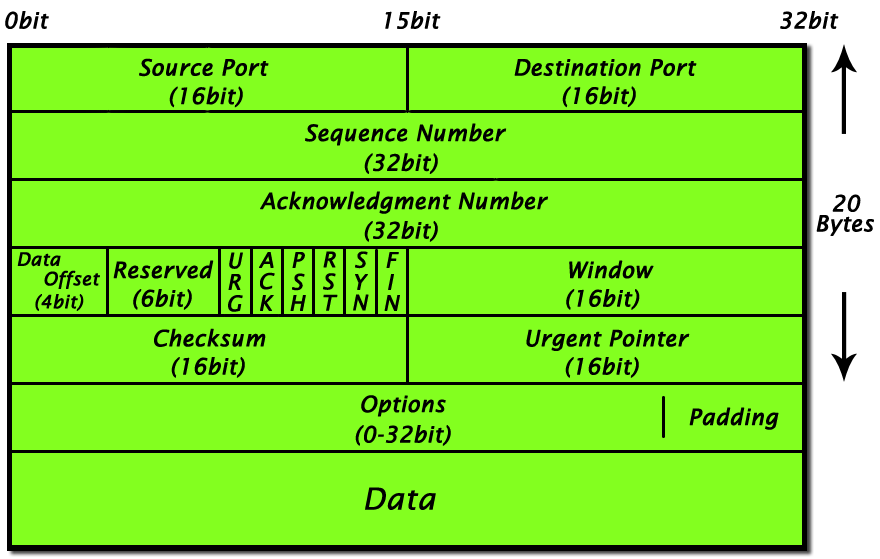 0bit 15bit 32bit
Source Port Destination Port
(16bit) (16bit)
Sequence Number
(32bit)
Acknowledgment Number
(32bit)
20
Bytes
Data
Offset
(4bit)
Reserved
(6bit)
URG
ACK
PSH
RST
SYN
FIN
Window
(16bit)
Checksum
(16bit)
Urgent Pointer
(16bit)
Options
(0-32bit)
Padding
Data